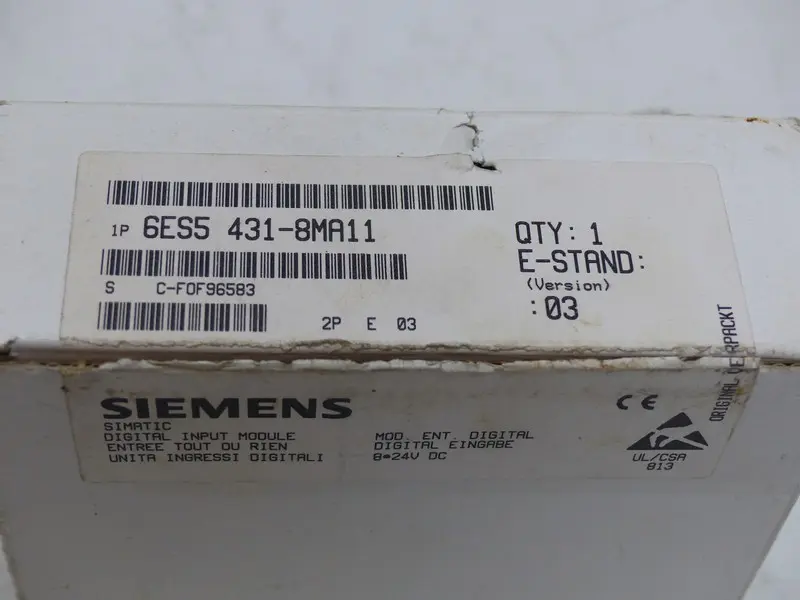 1P 6ES5 431-8MA11
QTY: 1
E-STAND:
(Version)
:03
S C-FOF96583
2P E 03
SIEMENS
SIMATIC
DIGITAL INPUT MODULE
ENTREE TOUT OU RIEN
UNITA INGRESSI DIGITALI
MOD. ENT. DIGITAL
DIGITAL EINGABE
8*24V DC
CE
UL/CSA
813
ORIGINAL-VERPACKT